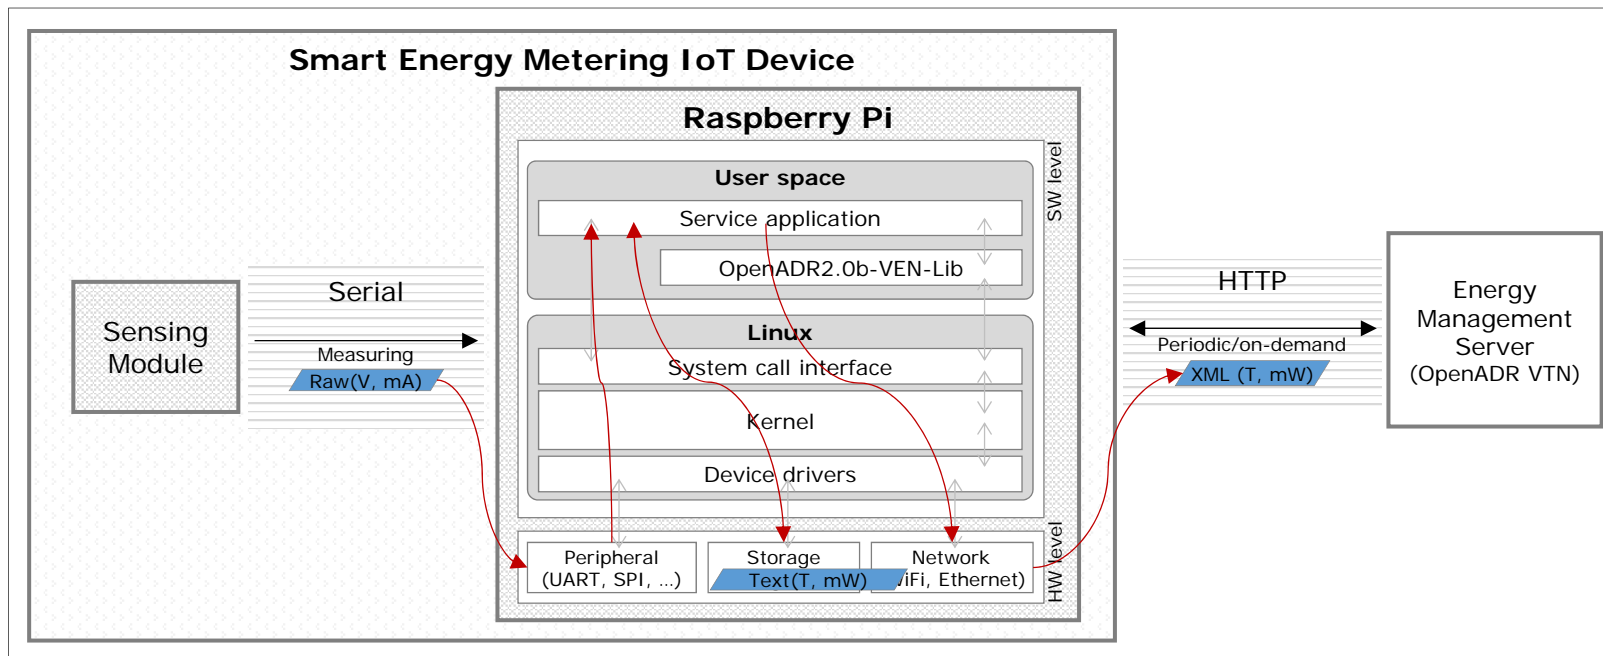 Smart Energy Metering IoT Device
Raspberry Pi
SW level
User space
Service application
OpenADR2.0b-VEN-Lib
Linux
System call interface
Kernel
Device drivers
HW level
Peripheral
(UART, SPI, ...)
Storage
Text(T, mW)
Network
iFi, Ethernet)
Sensing
Module
Serial
Measuring
Raw(V, mA)
HTTP
Periodic/on-demand
XML (T, mW)
Energy
Management
Server
(OpenADR VTN)